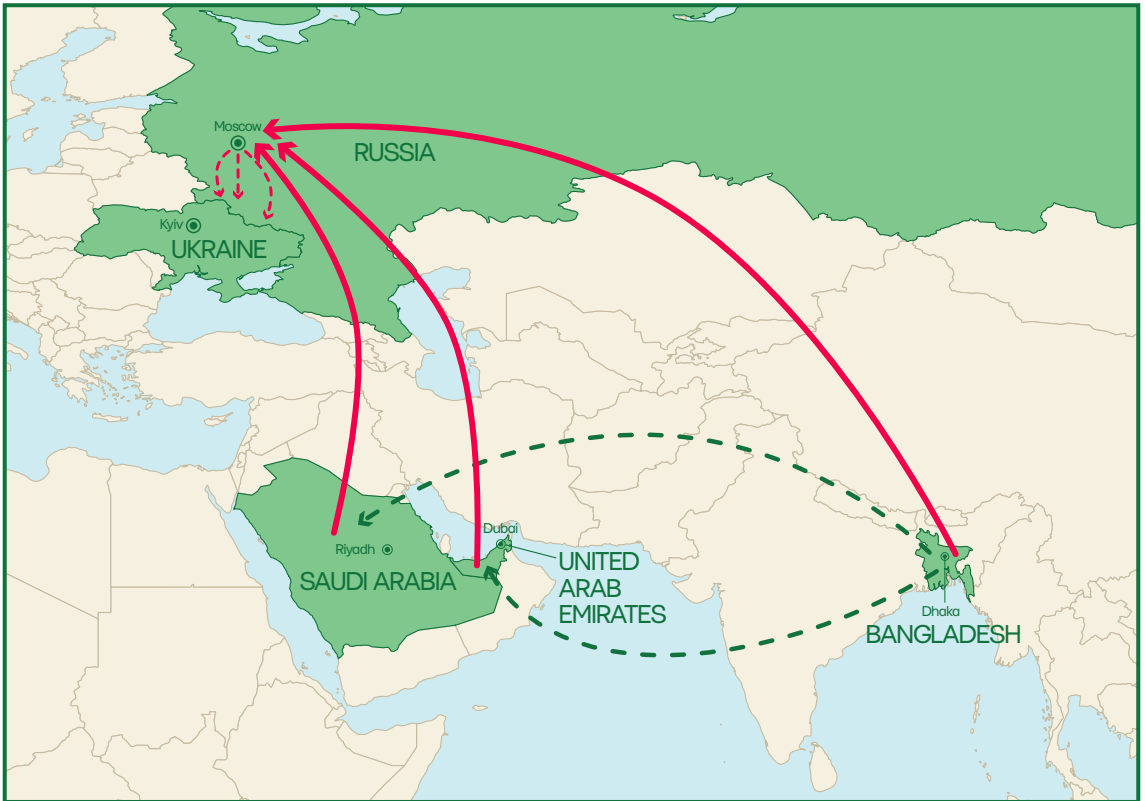 Moscow
RUSSIA
Kyiv
UKRAINE
Dubai
Riyadh
UNITED
ARAB
EMIRATES
SAUDI ARABIA
Dhaka
BANGLADESH